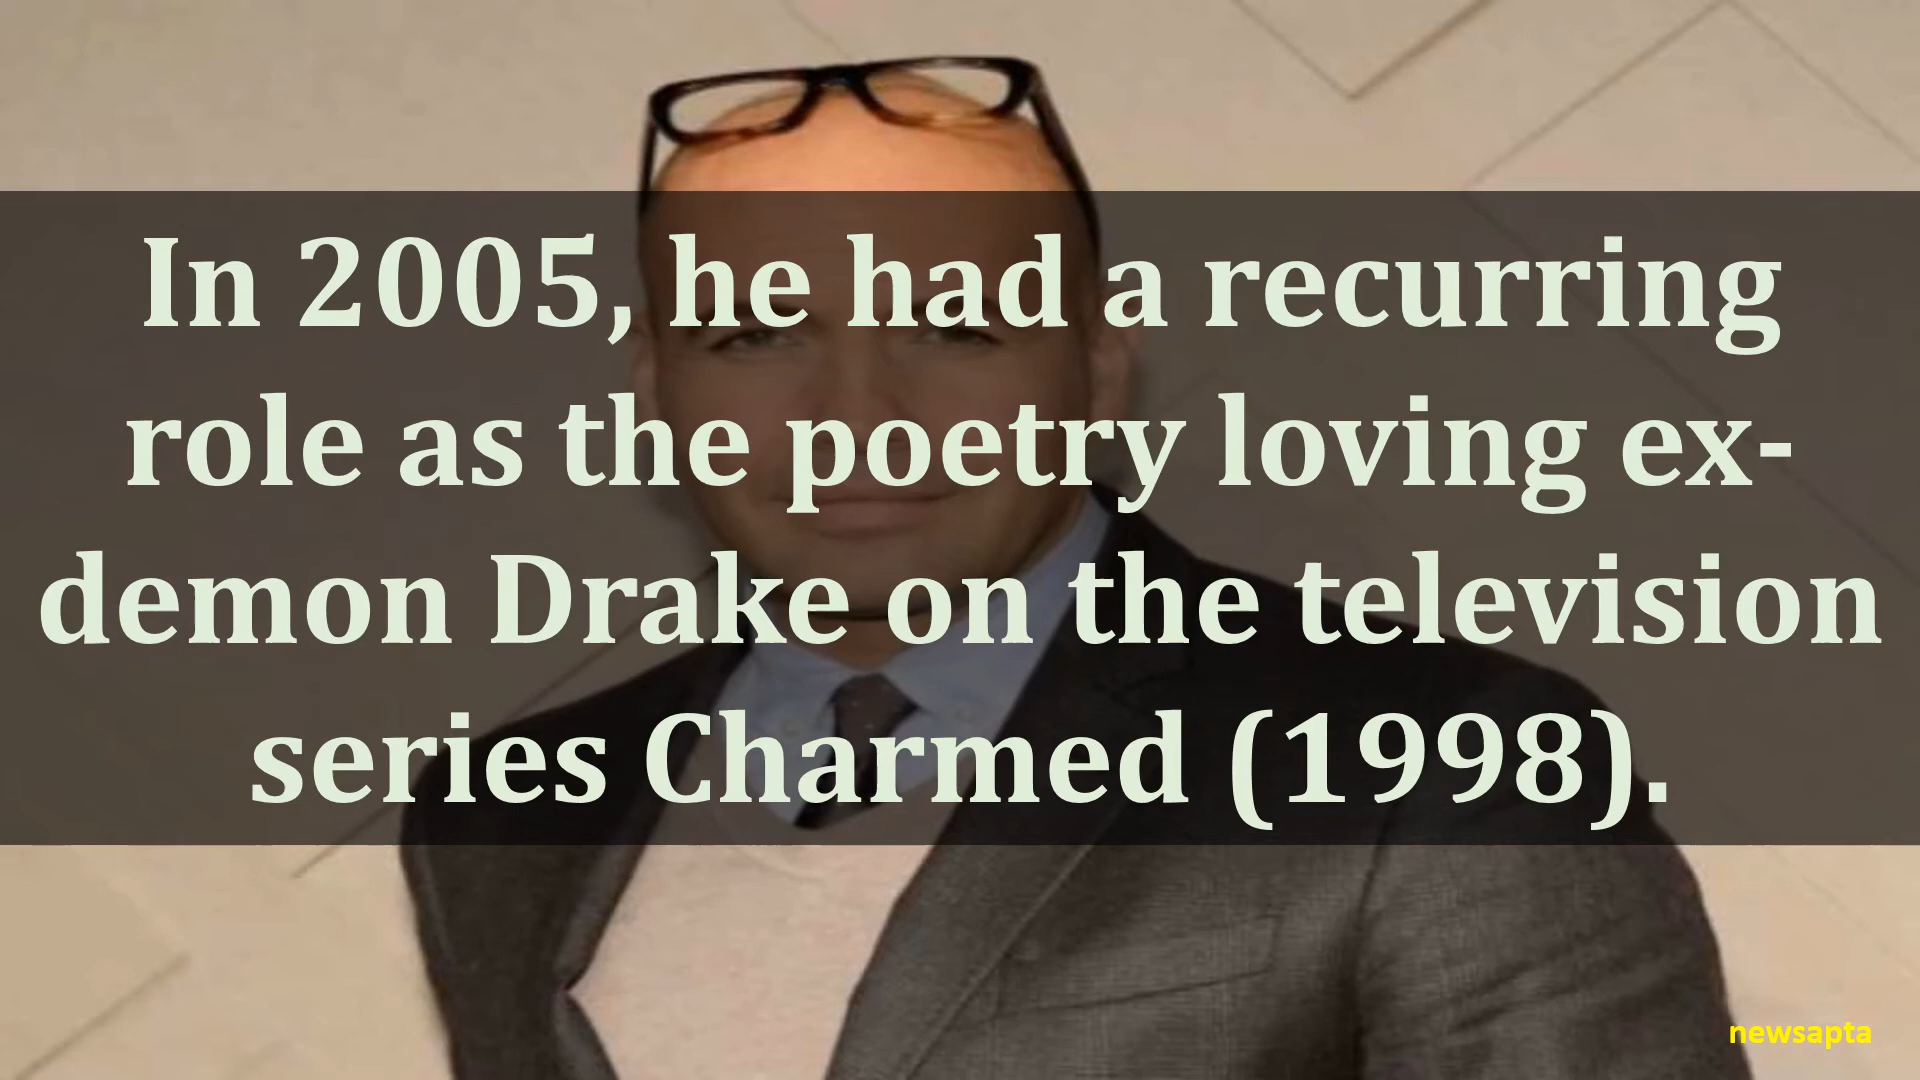 In 2005, he had a recurring
role as the poetry loving ex-
demon Drake on the television
series Charmed (1998).
newsapta